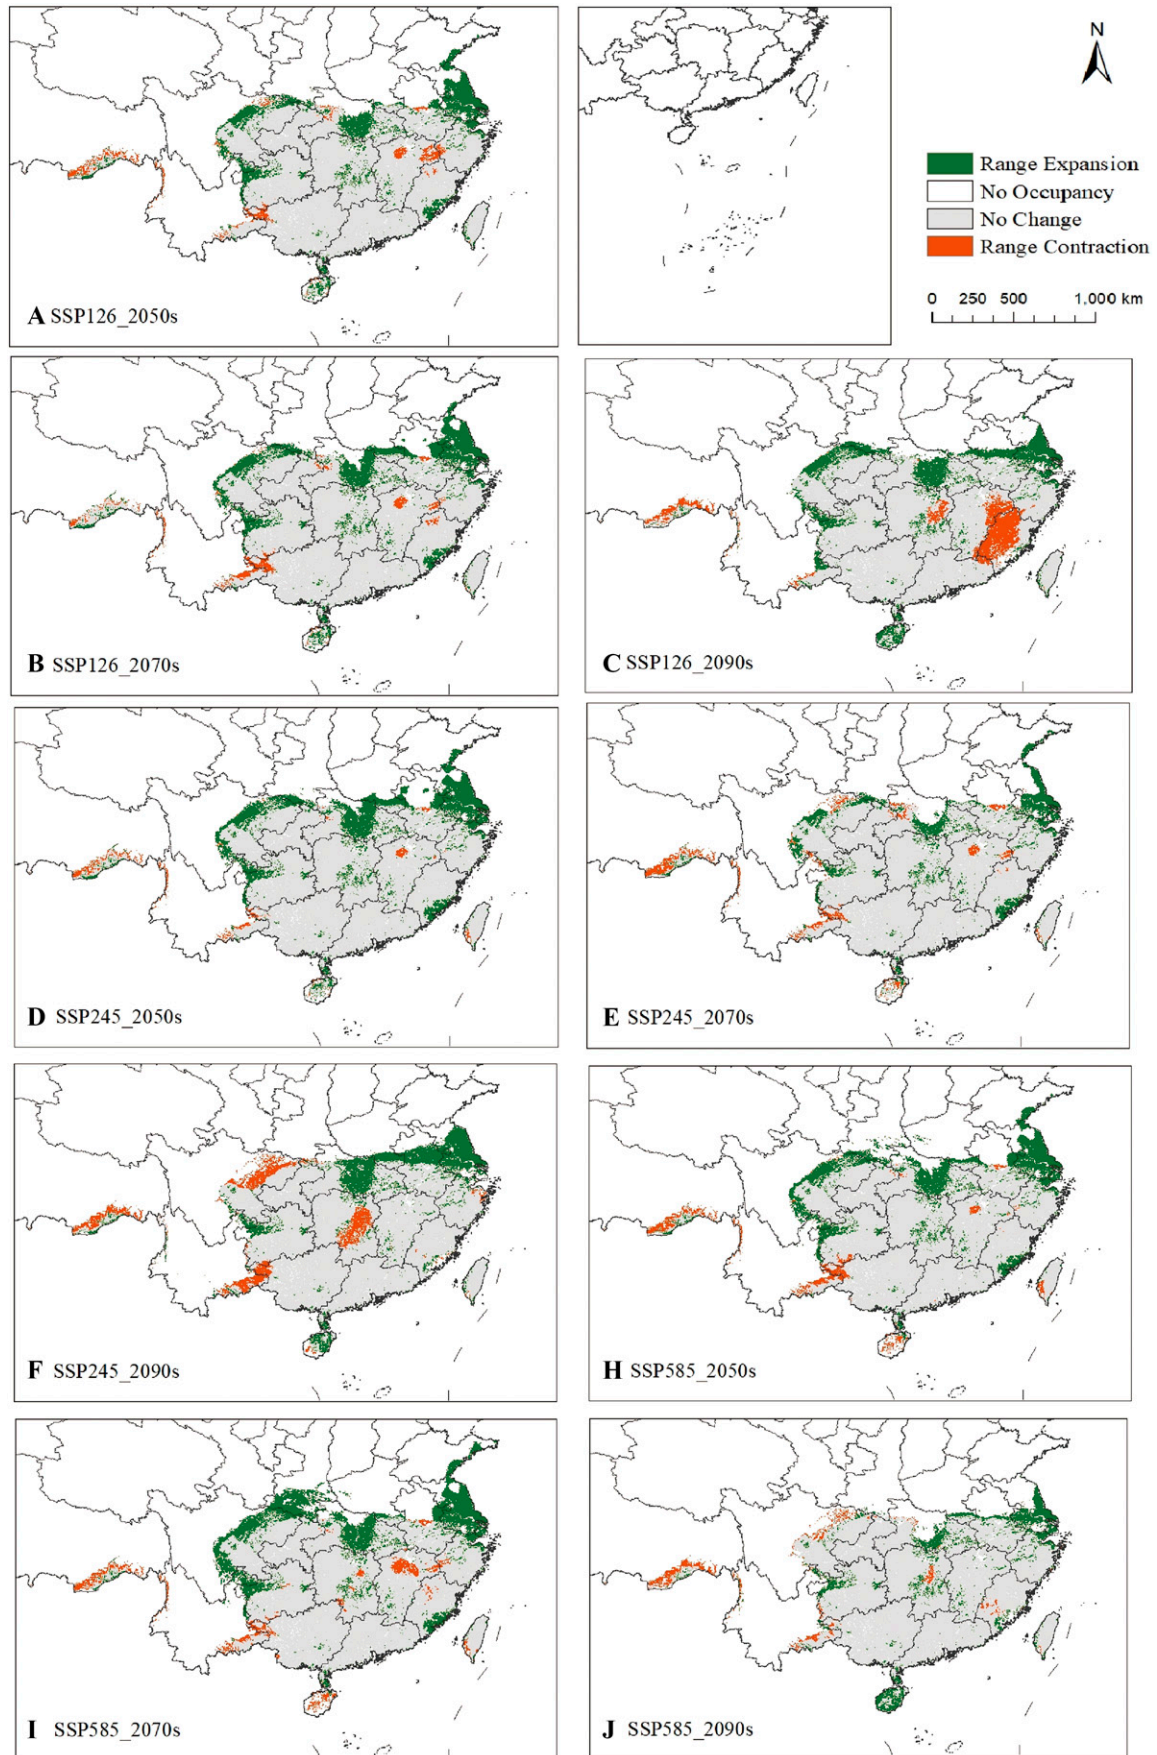 N
Range Expansion
No Occupancy
No Change
Range Contraction
0 250 500 1,000 km
A SSP126_2050s
B SSP126_2070s
C SSP126_2090s
D SSP245_2050s
E SSP245_2070s
F SSP245_2090s
H SSP585_2050s
I SSP585_2070s
J SSP585_2090s